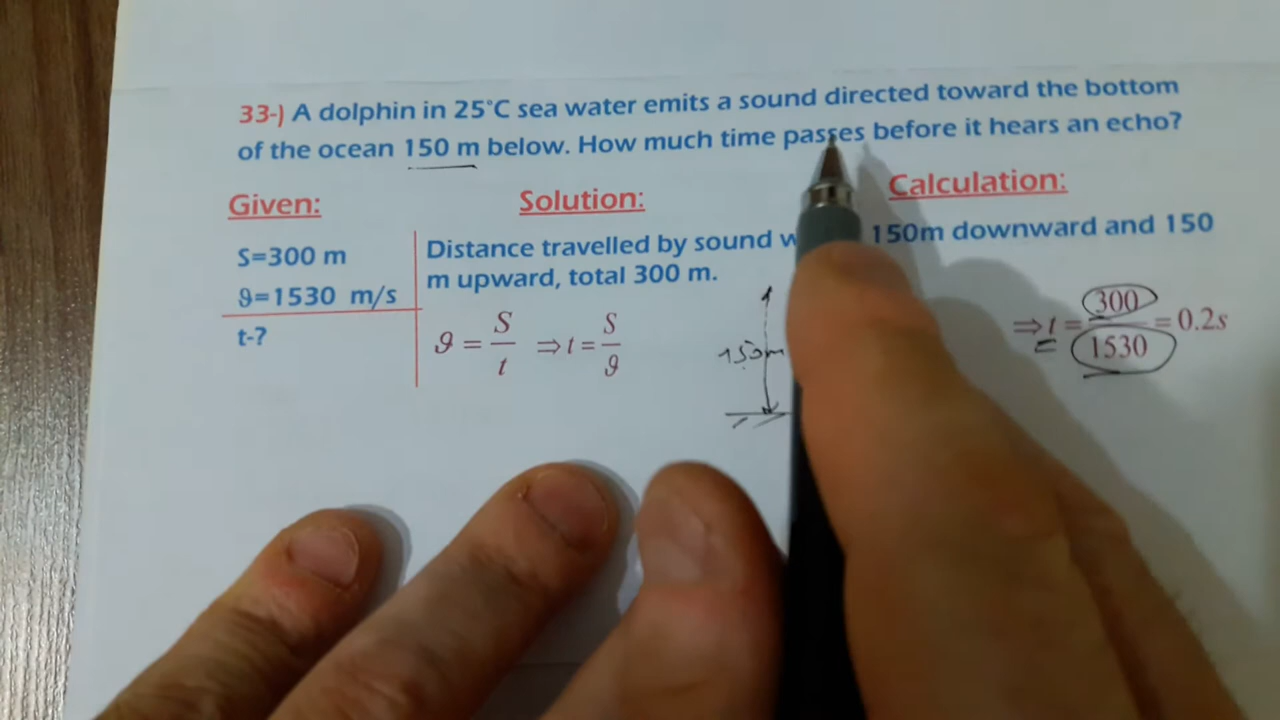 33-) A dolphin in 25°C sea water emits a sound directed toward the bottom
of the ocean 150 m below. How much time passes before it hears an echo?
Given:
Solution:
Calculation:
S=300 m
ϑ=1530 m/s
t-?
Distance travelled by sound w 150m downward and 150
m upward, total 300 m.
ϑ = S/t ⇒ t = S/ϑ
150m
⇒ t = 300/1530 = 0.2s